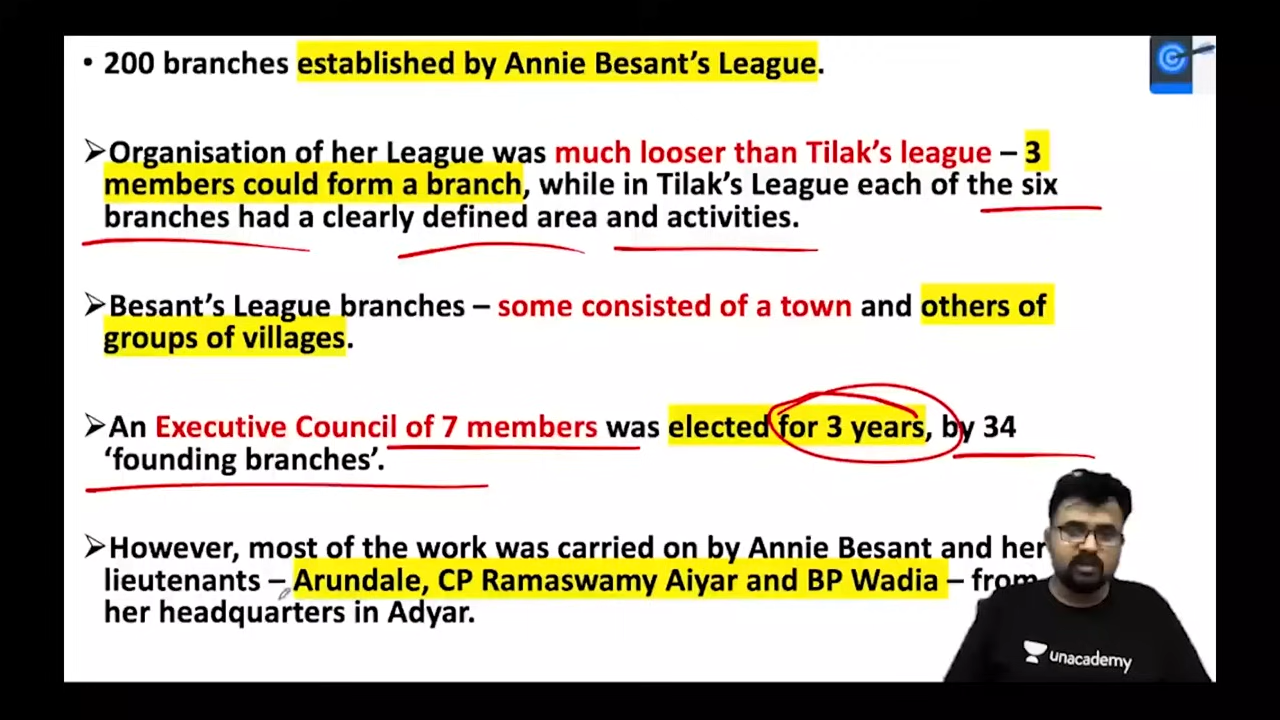 • 200 branches established by Annie Besant’s League.
➢Organisation of her League was much looser than Tilak’s league – 3
members could form a branch, while in Tilak’s League each of the six
branches had a clearly defined area and activities.
➢Besant’s League branches – some consisted of a town and others of
groups of villages.
➢An Executive Council of 7 members was elected for 3 years, by 34
‘founding branches’.
➢However, most of the work was carried on by Annie Besant and her
lieutenants – Arundale, CP Ramaswamy Aiyar and BP Wadia – from
her headquarters in Adyar.
unacademy